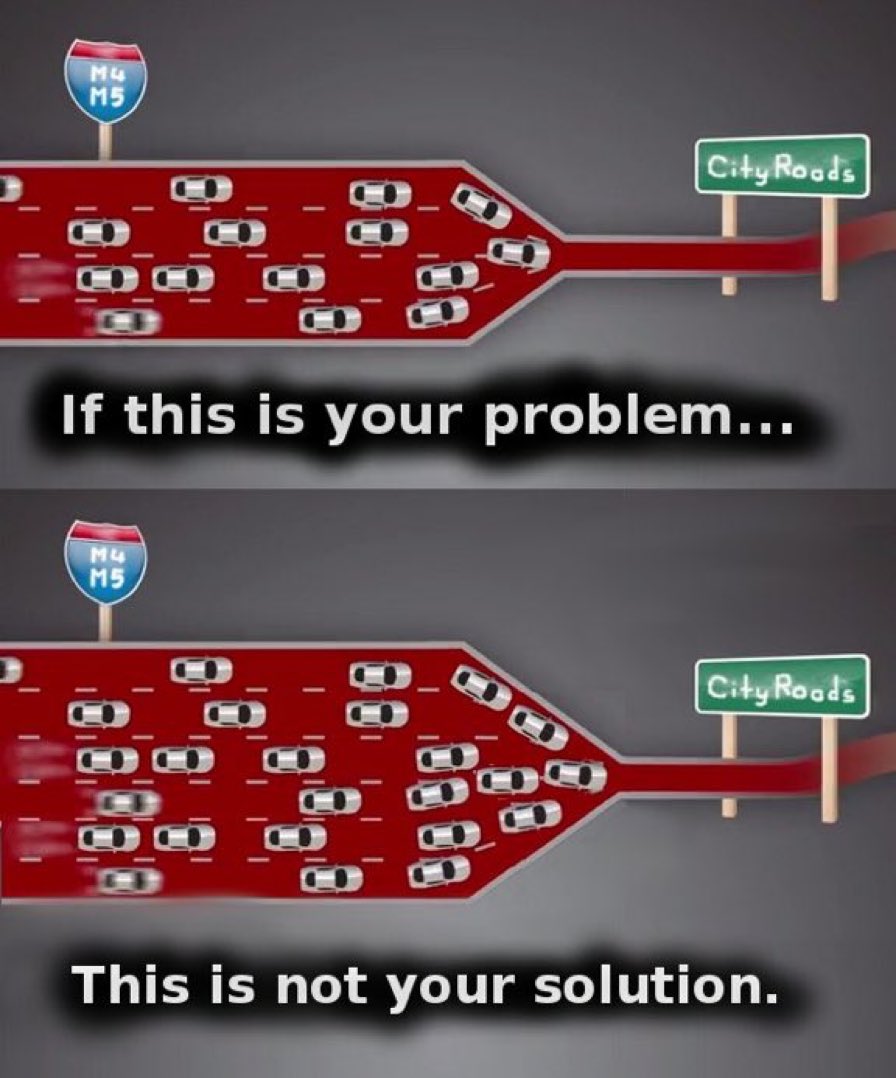 M4
M5
City Roads
If this is your problem...
M4
M5
City Roads
This is not your solution.